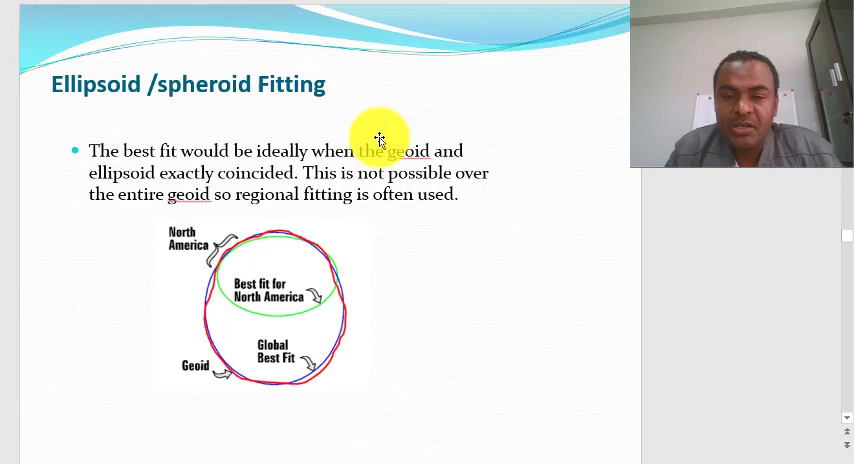 Ellipsoid /spheroid Fitting
The best fit would be ideally when the geoid and
ellipsoid exactly coincided. This is not possible over
the entire geoid so regional fitting is often used.
North
America
Best fit for
North America
Global
Best Fit
Geoid